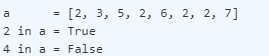 a      = [2, 3, 5, 2, 6, 2, 2, 7]
2 in a = True
4 in a = False